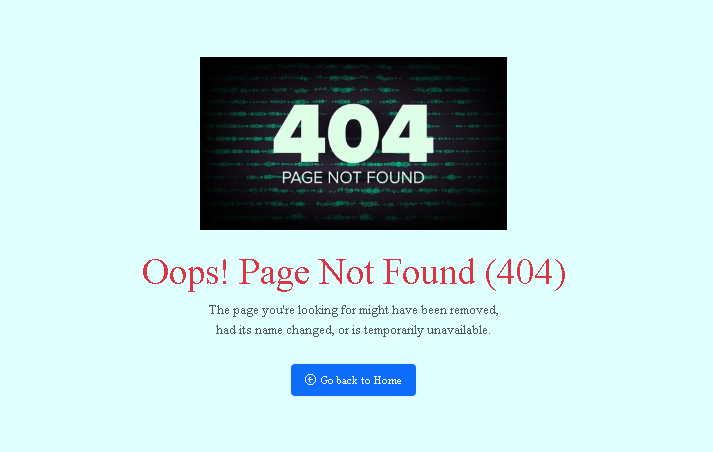 404
PAGE NOT FOUND
Oops! Page Not Found (404)
The page you're looking for might have been removed,
had its name changed, or is temporarily unavailable.
Go back to Home